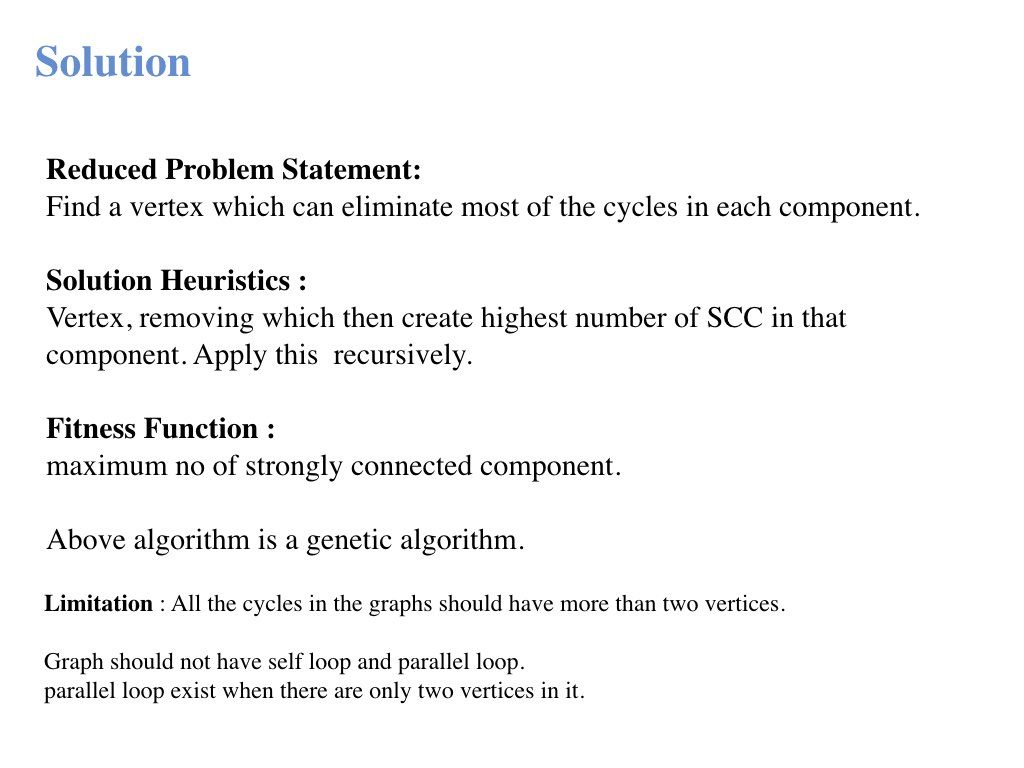 Solution
Reduced Problem Statement:
Find a vertex which can eliminate most of the cycles in each component.
Solution Heuristics :
Vertex, removing which then create highest number of SCC in that
component. Apply this  recursively.
Fitness Function :
maximum no of strongly connected component.
Above algorithm is a genetic algorithm.
Limitation : All the cycles in the graphs should have more than two vertices.
Graph should not have self loop and parallel loop.
parallel loop exist when there are only two vertices in it.